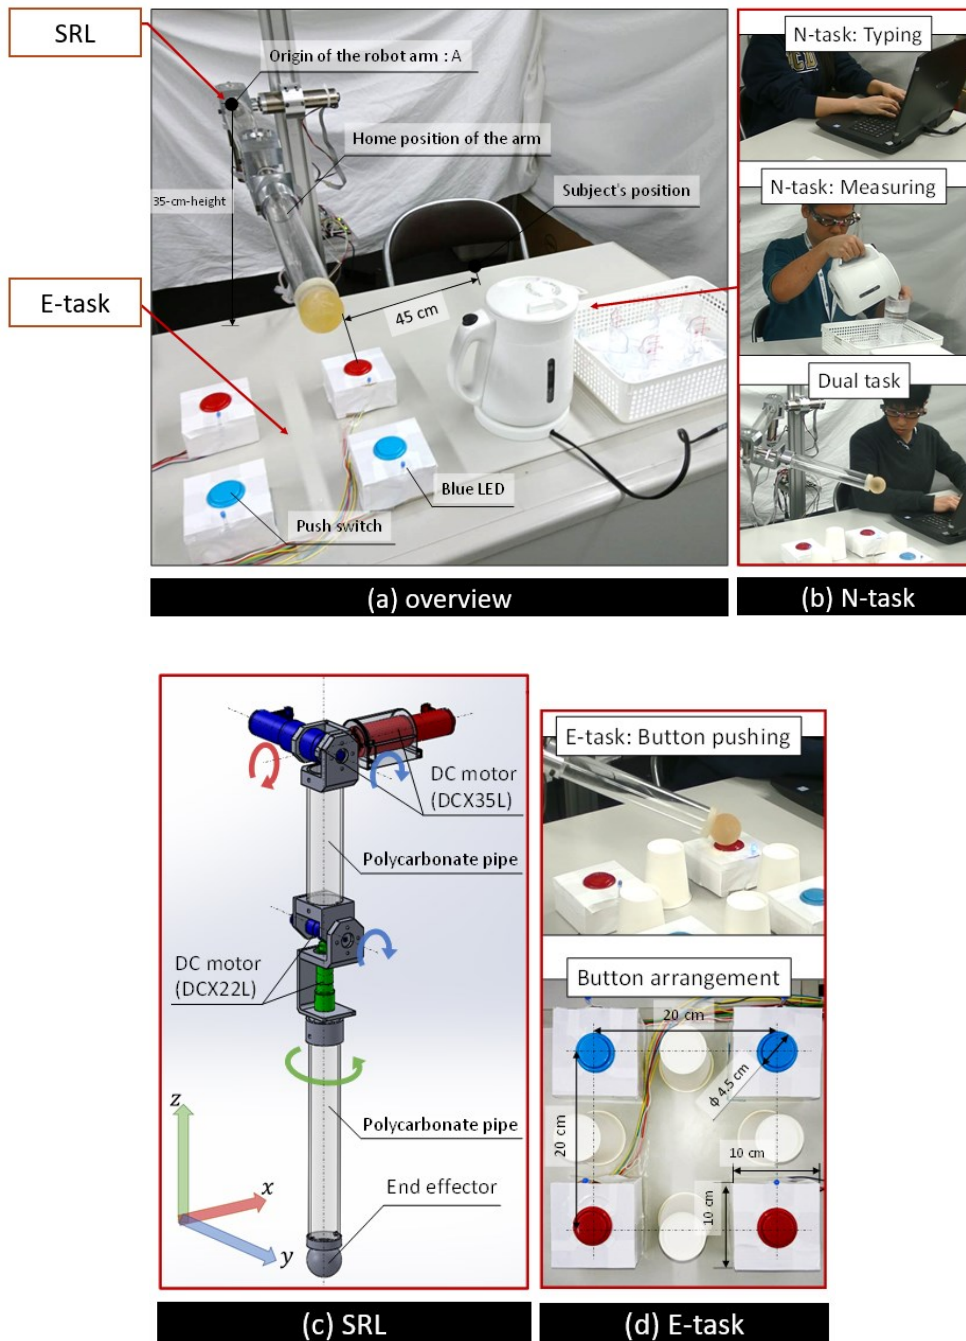 SRL
Origin of the robot arm : A
Home position of the arm
Subject's position
35-cm-height
E-task
45 cm
Blue LED
Push switch
(a) overview
N-task: Typing
N-task: Measuring
Dual task
(b) N-task
DC motor
(DCX35L)
Polycarbonate pipe
DC motor
(DCX22L)
Polycarbonate pipe
z
x
y
End effector
(c) SRL
E-task: Button pushing
Button arrangement
20 cm
ϕ 4.5 cm
20 cm
10 cm
10 cm
(d) E-task